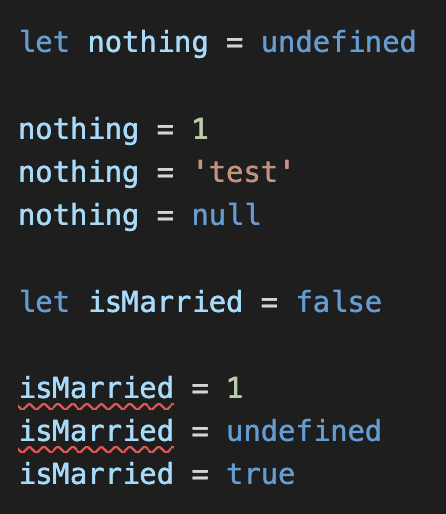 let nothing = undefined
nothing = 1
nothing = 'test'
nothing = null
let isMarried = false
isMarried = 1
isMarried = undefined
isMarried = true